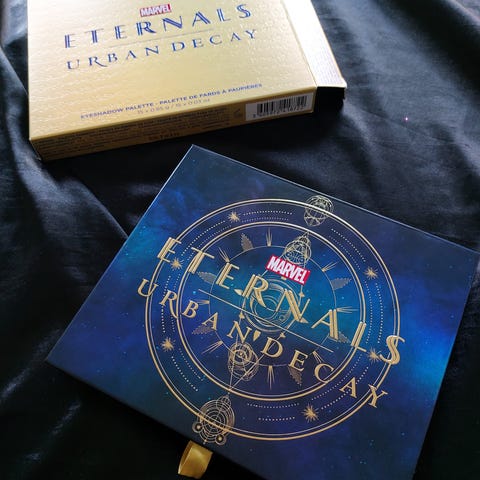 MARVEL
ETERNALS
URBAN DECAY
EYESHADOW PALETTE - PALETTE DE FARDS À PAUPIÈRES
MARVEL
ETERNALS
URBAN DECAY